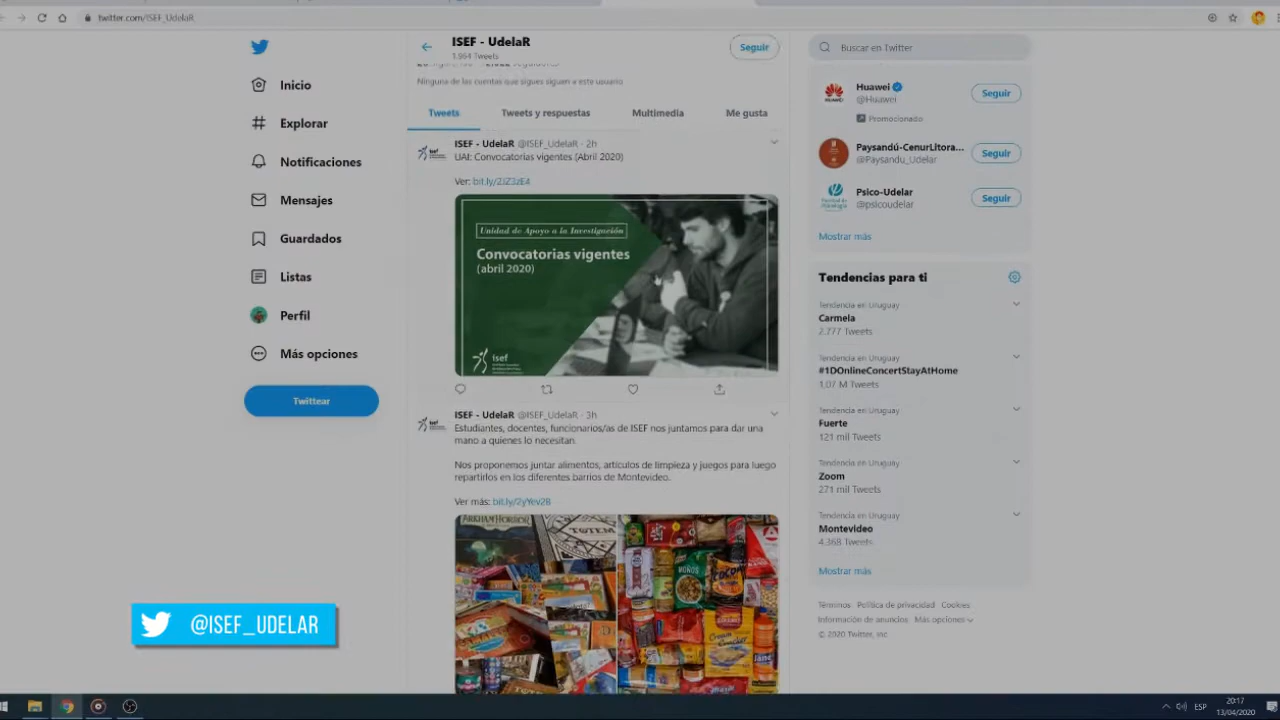 twitter.com/ISEF_UdelaR
Inicio
Explorar
Notificaciones
Mensajes
Guardados
Listas
Perfil
Más opciones
Twittear
ISEF - UdelaR
1.964 Tweets
Seguir
Ninguna de las cuentas que sigues siguen a este usuario
Tweets
Tweets y respuestas
Multimedia
Me gusta
ISEF - UdelaR @ISEF_UdelaR · 2h
UAI: Convocatorias vigentes (Abril 2020)
Ver: bit.ly/2JZ3zE4
Unidad de Apoyo a la Investigación
Convocatorias vigentes
(abril 2020)
isef
ISEF - UdelaR @ISEF_UdelaR · 3h
Estudiantes, docentes, funcionarios/as de ISEF nos juntamos para dar una
mano a quienes lo necesitan.
Nos proponemos juntar alimentos, artículos de limpieza y juegos para luego
repartirlos en los diferentes barrios de Montevideo.
Ver más: bit.ly/2yYev28
ARKHAM HORROR
TOTEM
MOÑOS
COCOA
Buscar en Twitter
Huawei
@Huawei
Promocionado
Seguir
Paysandú-CenurLitora...
@Paysandu_Udelar
Seguir
Psico-Udelar
@psicoudelar
Seguir
Mostrar más
Tendencias para ti
Tendencia en Uruguay
Carmela
2.777 Tweets
Tendencia en Uruguay
#1DOnlineConcertStayAtHome
1,07 M Tweets
Tendencia en Uruguay
Fuerte
121 mil Tweets
Tendencia en Uruguay
Zoom
271 mil Tweets
Tendencia en Uruguay
Montevideo
4.368 Tweets
Mostrar más
Términos Política de privacidad Cookies
Información de anuncios Más opciones
© 2020 Twitter, Inc.
@ISEF_UDELAR
ESP
20:17
13/04/2020